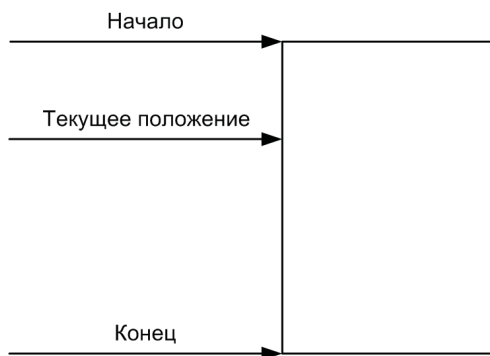 Начало
Текущее положение
Конец